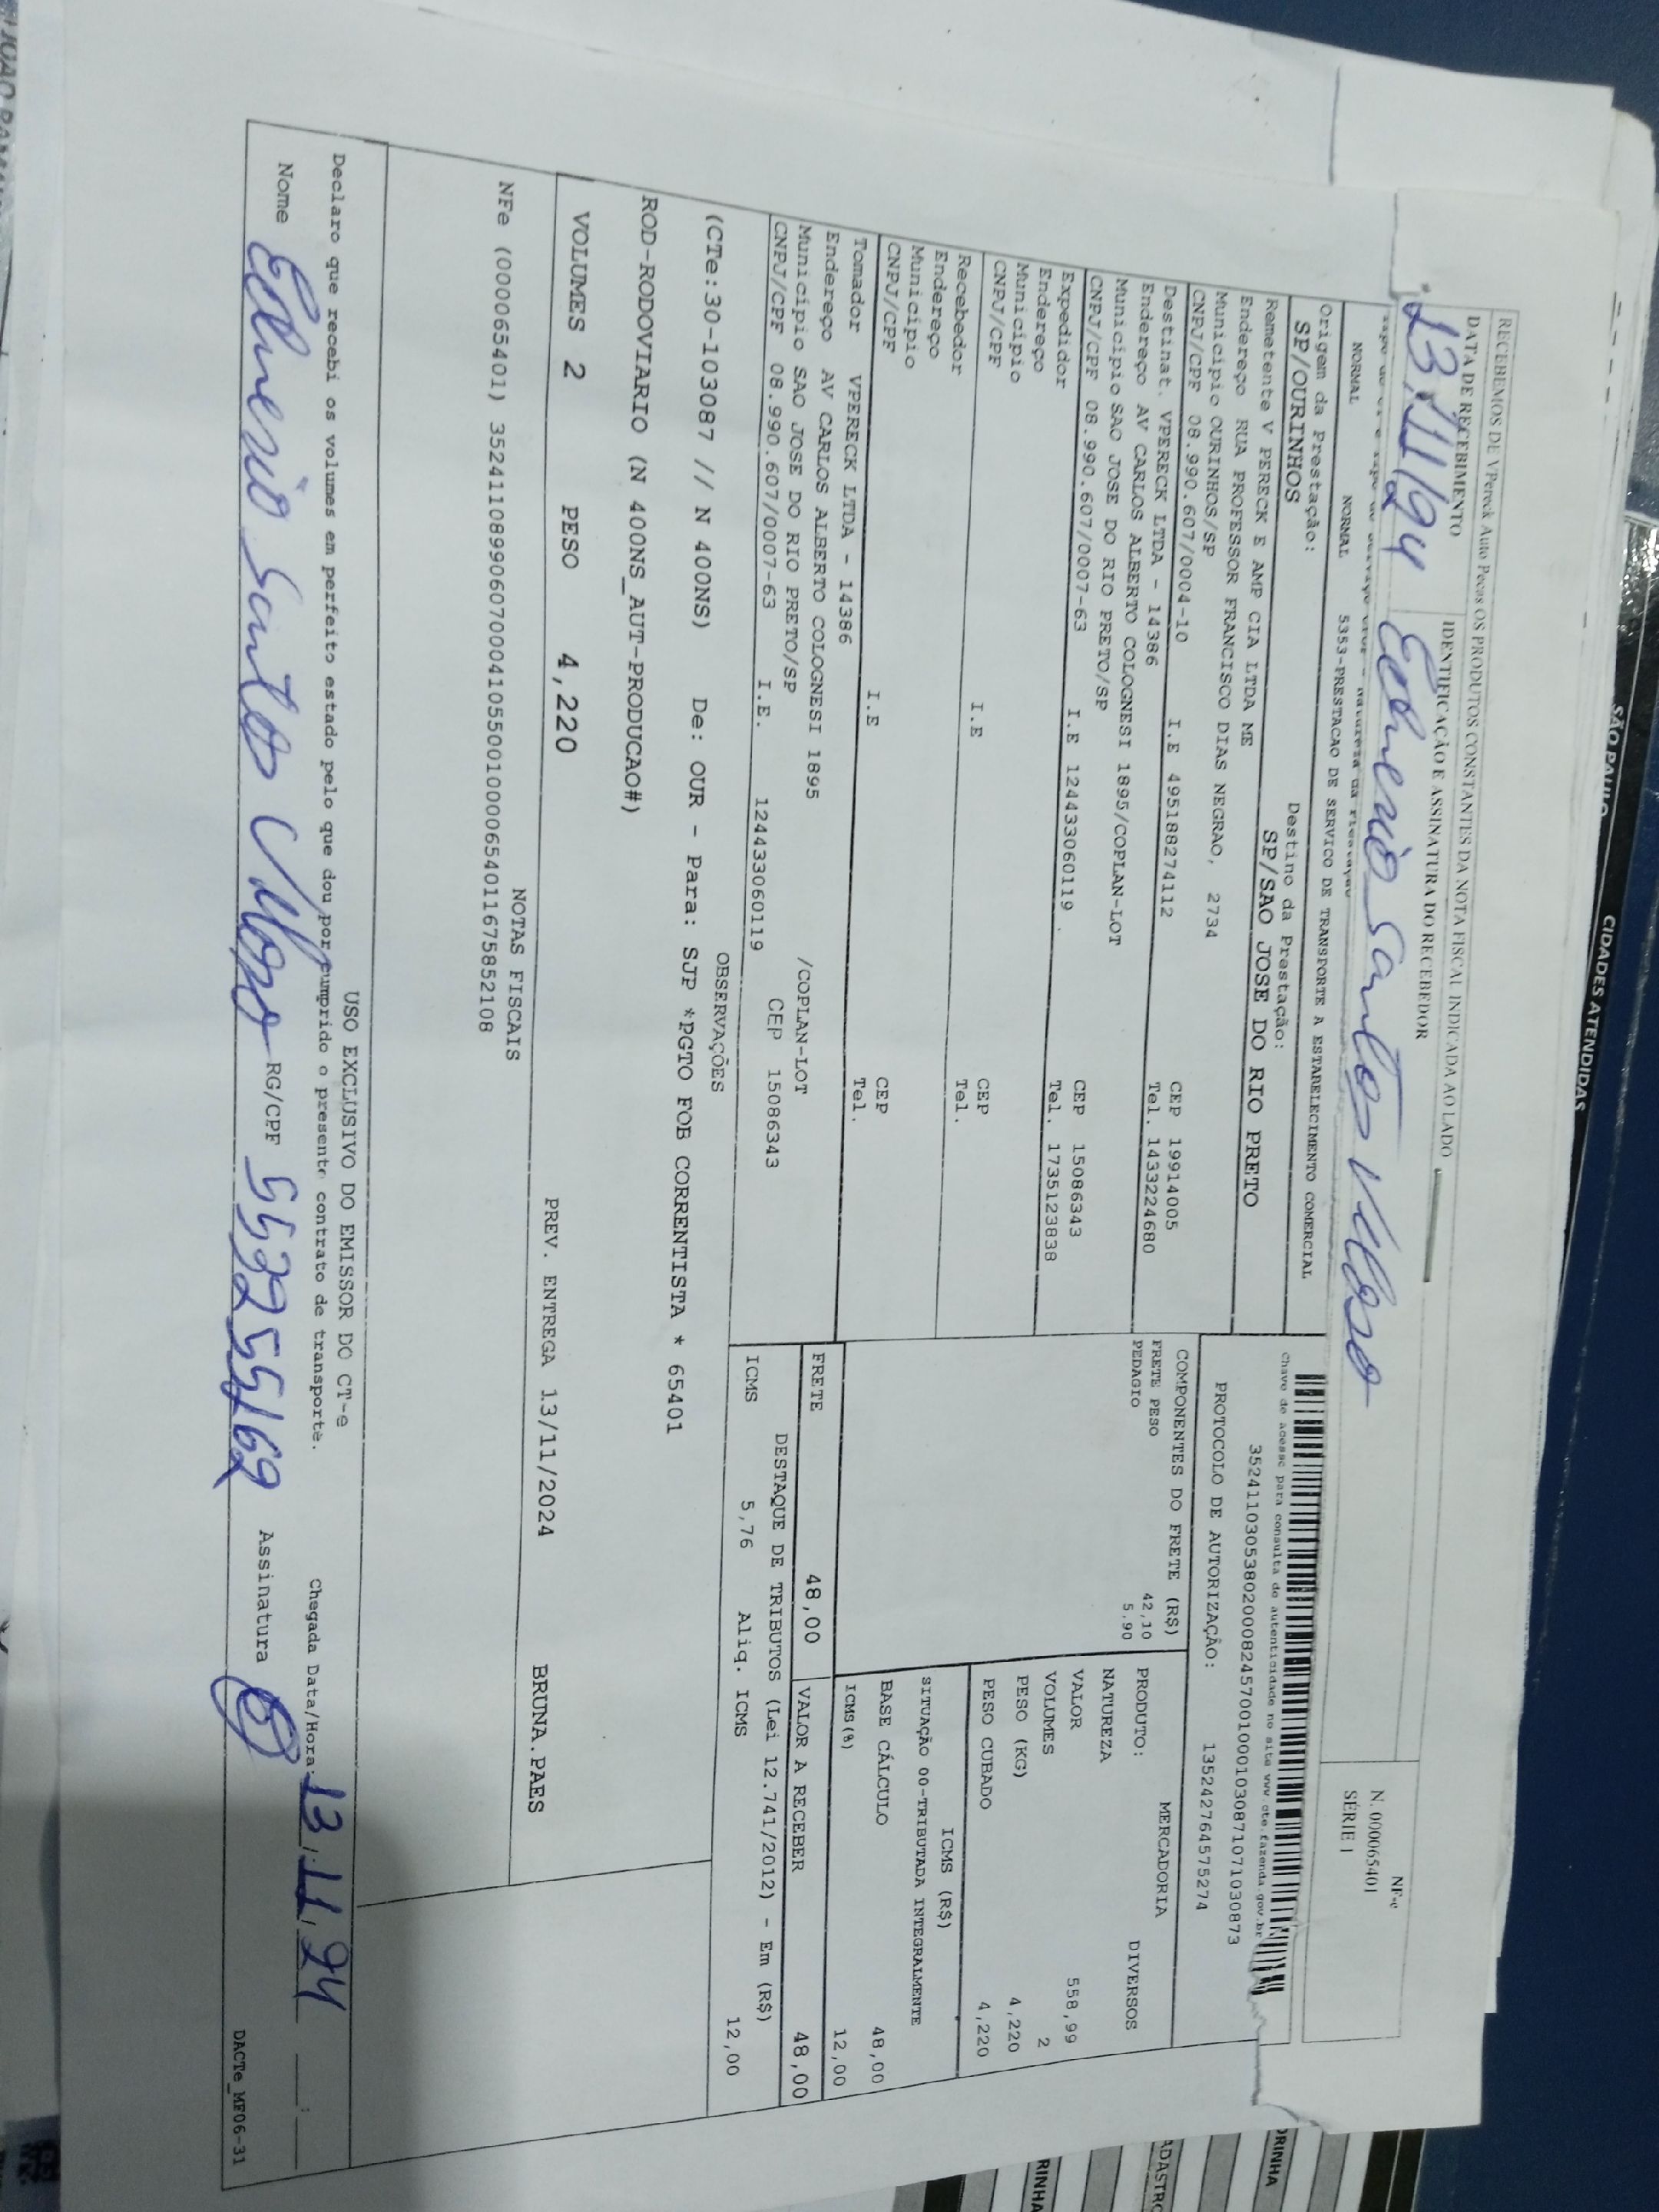 RECEBEMOS DE VPereck Auto Pecas OS PRODUTOS CONSTANTES DA NOTA FISCAL INDICADA AO LADO
DATA DE RECEBIMENTO
IDENTIFICAÇÃO E ASSINATURA DO RECEBEDOR
13/11/24
NF-e
N. 000065401
SÉRIE 1
NORMAL NORMAL 5353-PRESTACAO DE SERVICO DE TRANSPORTE A ESTABELECIMENTO COMERCIAL
Origem da Prestação:
SP/OURINHOS
Destino da Prestação:
SP/SAO JOSE DO RIO PRETO
Remetente V PERECK E AMP CIA LTDA ME
Endereço RUA PROFESSOR FRANCISCO DIAS NEGRAO, 2734
Município OURINHOS/SP CEP 19914005
CNPJ/CPF 08.990.607/0004-10 I.E 495188274112 Tel. 1433224680
Destinat. VPERECK LTDA - 14386
Endereço AV CARLOS ALBERTO COLOGNESI 1895/COPLAN-LOT
Município SAO JOSE DO RIO PRETO/SP CEP 15086343
CNPJ/CPF 08.990.607/0007-63 I.E 124433060119 Tel. 1735123838
Expedidor
Endereço
Município CEP
CNPJ/CPF I.E Tel.
Recebedor
Endereço
Município CEP
CNPJ/CPF I.E Tel.
Tomador VPERECK LTDA - 14386
Endereço AV CARLOS ALBERTO COLOGNESI 1895 /COPLAN-LOT
Município SAO JOSE DO RIO PRETO/SP CEP 15086343
CNPJ/CPF 08.990.607/0007-63 I.E. 124433060119
Chave de acesso para consulta de autenticidade no site www.cte.fazenda.gov.br
PROTOCOLO DE AUTORIZAÇÃO: 135242764575274
COMPONENTES DO FRETE (R$)
FRETE PESO 42,10
PEDAGIO 5,90
MERCADORIA
PRODUTO: DIVERSOS
NATUREZA
VALOR 558,99
VOLUMES 2
PESO (KG) 4,220
PESO CUBADO 4,220
ICMS (R$)
SITUAÇÃO 00-TRIBUTADA INTEGRALMENTE
BASE CÁLCULO 48,00
ICMS(%) 12,00
FRETE 48,00 VALOR A RECEBER 48,00
DESTAQUE DE TRIBUTOS (Lei 12.741/2012) - Em (R$)
ICMS 5,76 Aliq. ICMS 12,00
OBSERVAÇÕES
(CTe:30-103087 // N 400NS) De: OUR - Para: SJP *PGTO FOB CORRENTISTA * 65401
ROD-RODOVIARIO (N 400NS_AUT-PRODUCAO#)
VOLUMES 2 PESO 4,220 PREV. ENTREGA 13/11/2024 BRUNA.PAES
NOTAS FISCAIS
NFe (000065401) 35241108990607000410550010000654011675852108
USO EXCLUSIVO DO EMISSOR DO CT-e
Declaro que recebi os volumes em perfeito estado pelo que dou por cumprido o presente contrato de transporte.
Chegada Data/Hora: 13/11/24 __:__
Nome RG/CPF Assinatura
DACTe_MF06-31
SÃO PAULO
CIDADES ATENDIDAS